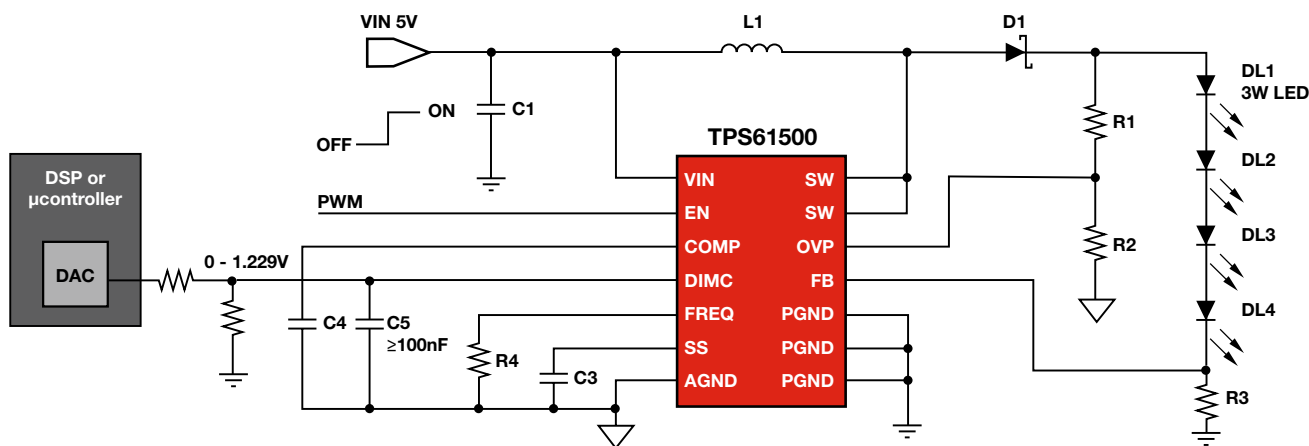 VIN 5V
L1
D1
DL1
3W LED
C1
ON
OFF
R1
TPS61500
DSP or
µcontroller
DAC
PWM
0 - 1.229V
VIN
SW
EN
SW
COMP
OVP
DIMC
FB
FREQ
PGND
SS
PGND
AGND
PGND
DL2
R2
DL3
DL4
C4
C5
≥100nF
R4
C3
R3